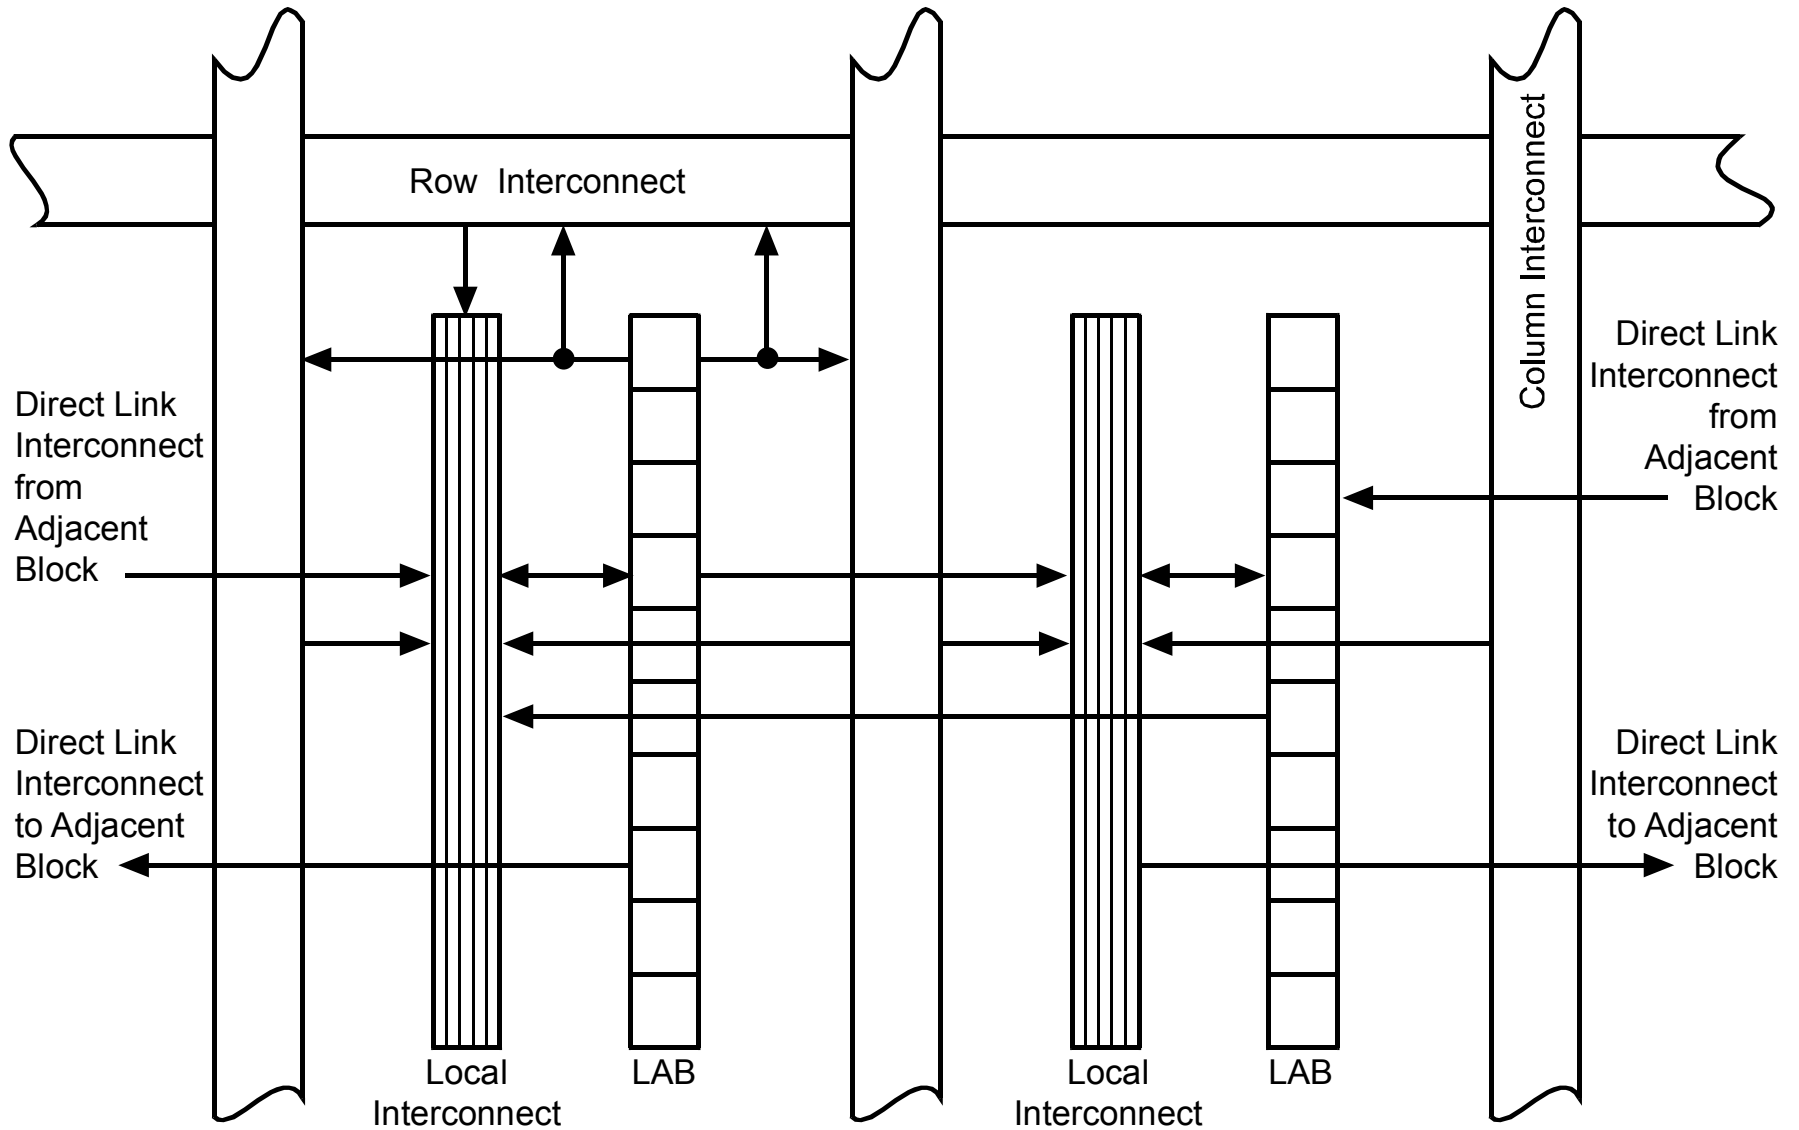 Row Interconnect
Column Interconnect
Direct Link
Interconnect
from
Adjacent
Block
Direct Link
Interconnect
from
Adjacent
Block
Direct Link
Interconnect
to Adjacent
Block
Direct Link
Interconnect
to Adjacent
Block
Local
Interconnect
LAB
Local
Interconnect
LAB